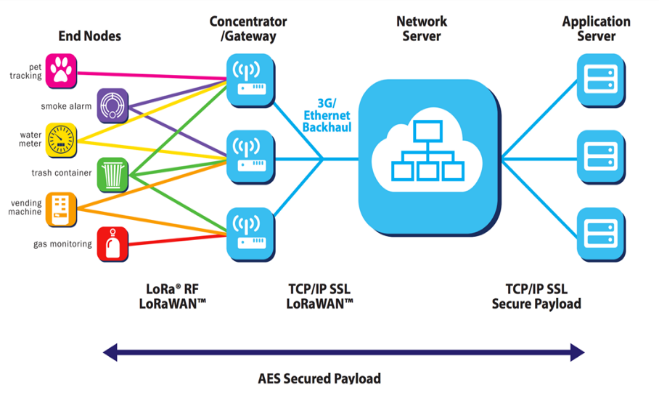 End Nodes
Concentrator
/Gateway
Network
Server
Application
Server
pet
tracking
smoke alarm
water
meter
trash container
vending
machine
gas monitoring
3G/
Ethernet
Backhaul
LoRa® RF
LoRaWAN™
TCP/IP SSL
LoRaWAN™
TCP/IP SSL
Secure Payload
AES Secured Payload